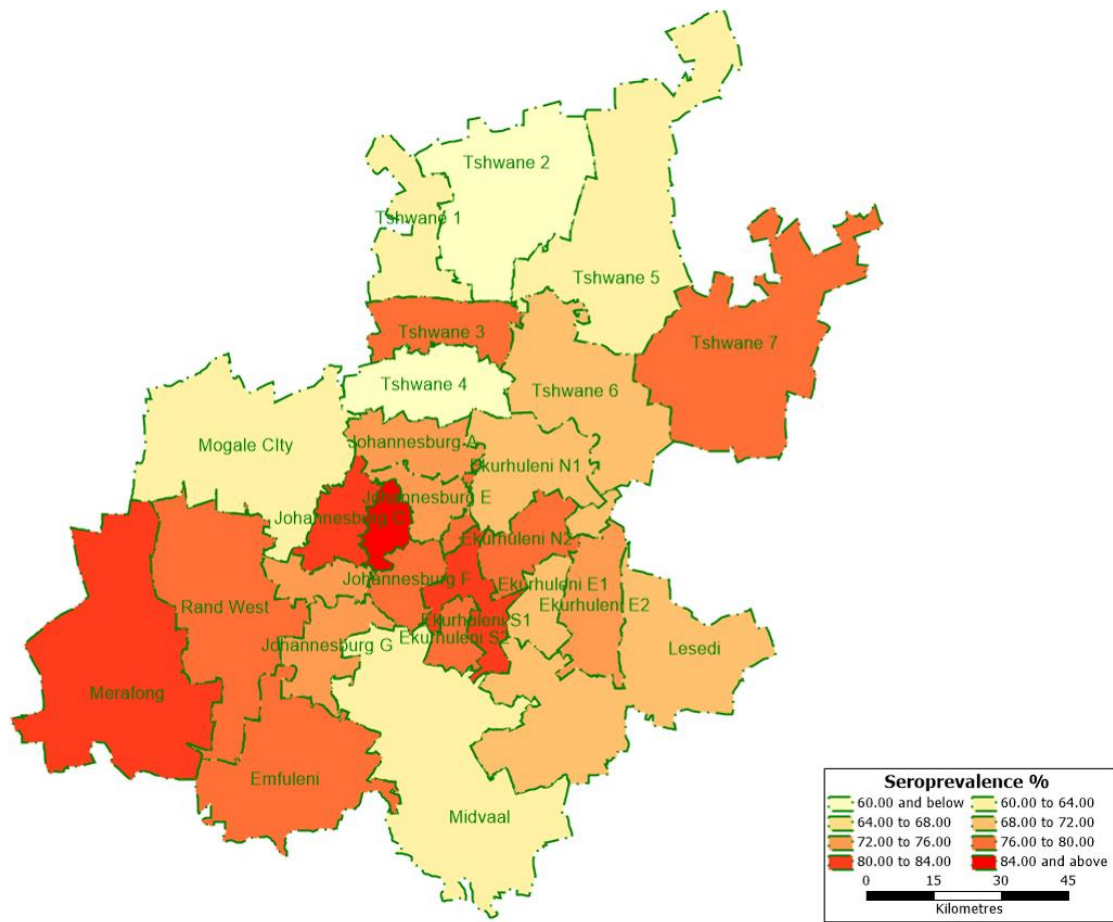 Tshwane 2
Tshwane 1
Tshwane 5
Tshwane 3
Tshwane 7
Tshwane 4
Tshwane 6
Mogale CIty
Johannesburg A
Ekurhuleni N1
Johannesburg E
Johannesburg C
Ekurhuleni N2
Johannesburg F
Ekurhuleni E1
Rand West
Ekurhuleni E2
Ekurhuleni S1
Ekurhuleni S2
Johannesburg G
Lesedi
Merafong
Emfuleni
Midvaal
Seroprevalence %
60.00 and below 60.00 to 64.00
64.00 to 68.00 68.00 to 72.00
72.00 to 76.00 76.00 to 80.00
80.00 to 84.00 84.00 and above
0 15 30 45
Kilometres